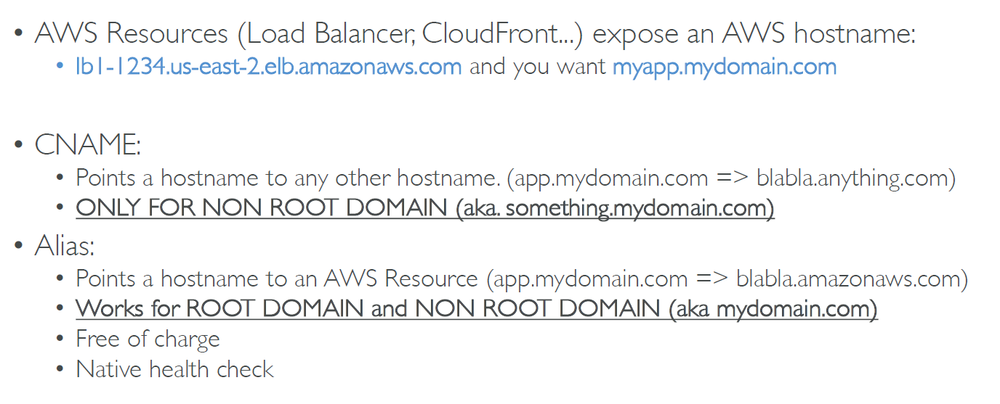 • AWS Resources (Load Balancer, CloudFront...) expose an AWS hostname:
• lb1-1234.us-east-2.elb.amazonaws.com and you want myapp.mydomain.com
• CNAME:
• Points a hostname to any other hostname. (app.mydomain.com => blabla.anything.com)
• ONLY FOR NON ROOT DOMAIN (aka. something.mydomain.com)
• Alias:
• Points a hostname to an AWS Resource (app.mydomain.com => blabla.amazonaws.com)
• Works for ROOT DOMAIN and NON ROOT DOMAIN (aka mydomain.com)
• Free of charge
• Native health check